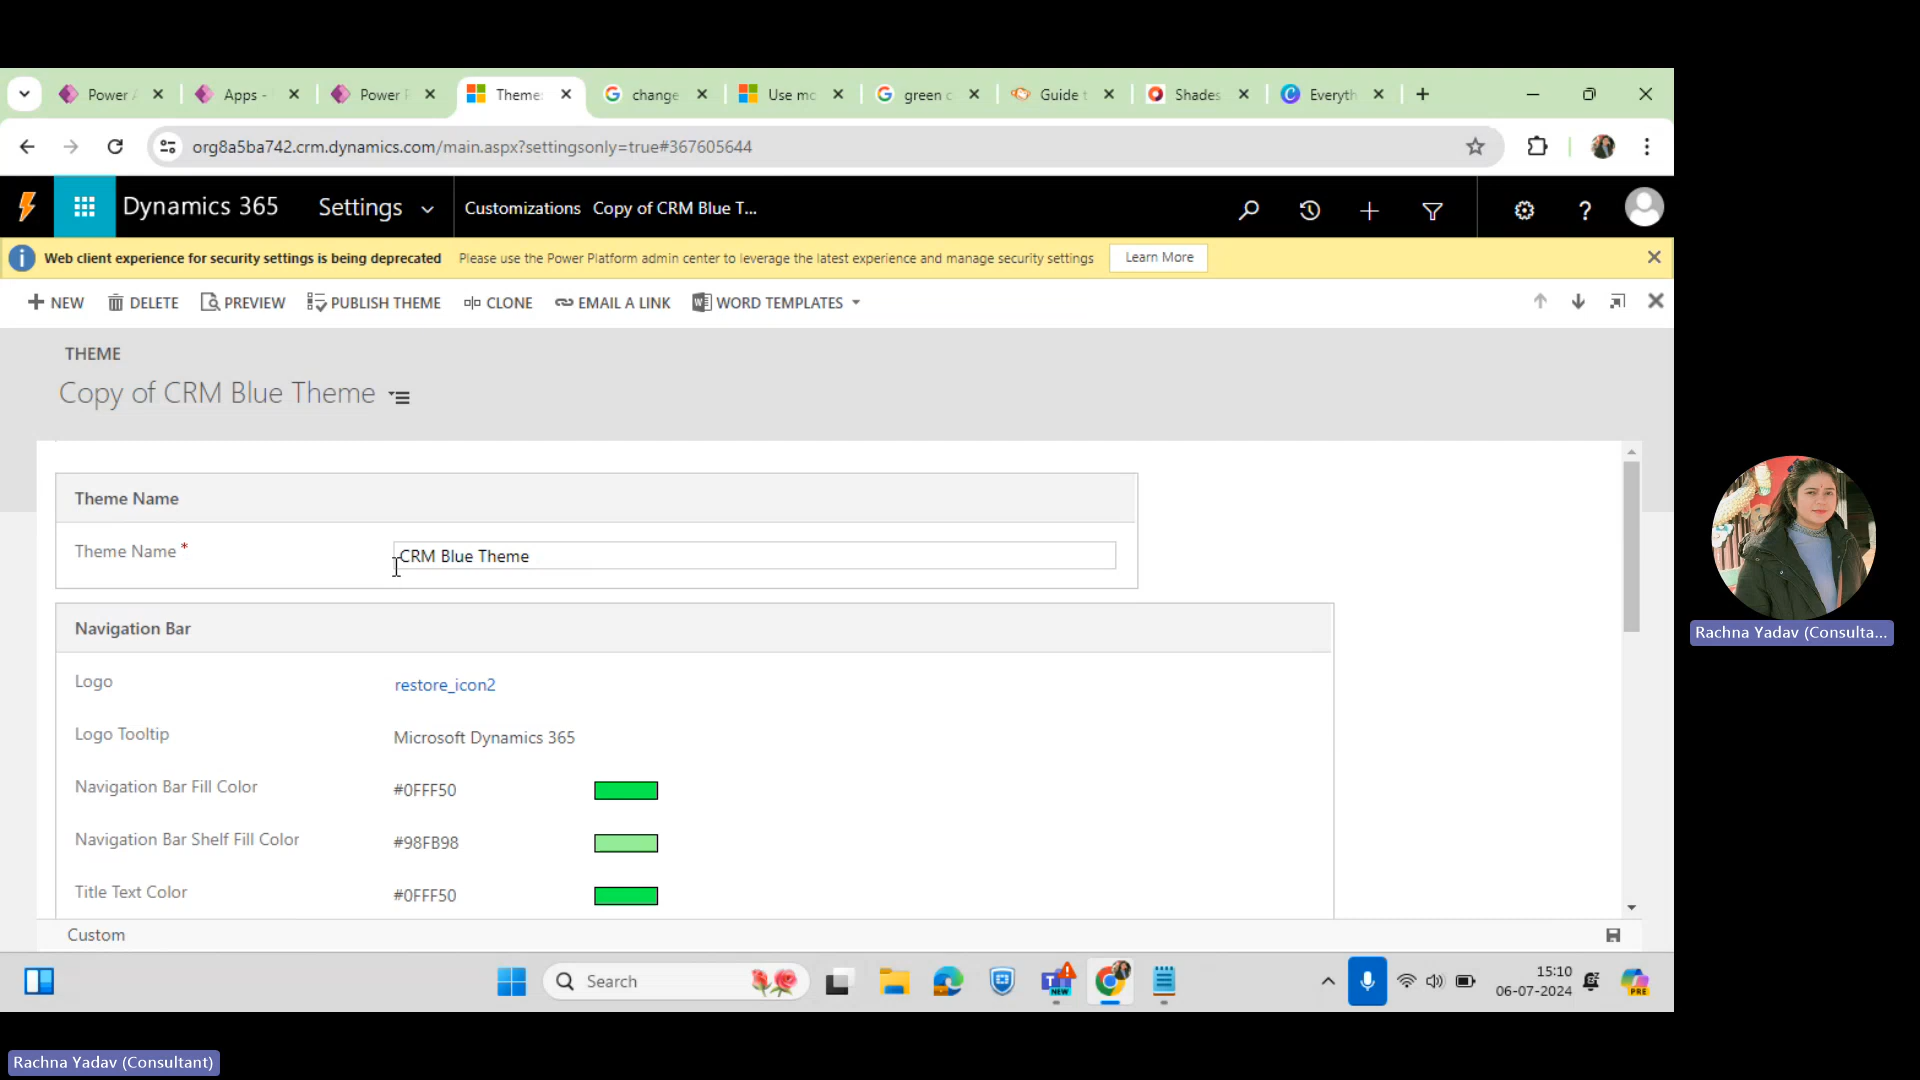 Power A
Apps -
Power P
Theme:
change
Use mo
green c
Guide t
Shades
Everyth
org8a5ba742.crm.dynamics.com/main.aspx?settingsonly=true#367605644
Dynamics 365
Settings
Customizations
Copy of CRM Blue T...
Web client experience for security settings is being deprecated
Please use the Power Platform admin center to leverage the latest experience and manage security settings
Learn More
NEW
DELETE
PREVIEW
PUBLISH THEME
CLONE
EMAIL A LINK
WORD TEMPLATES
THEME
Copy of CRM Blue Theme
Theme Name
Theme Name *
CRM Blue Theme
Navigation Bar
Logo
restore_icon2
Logo Tooltip
Microsoft Dynamics 365
Navigation Bar Fill Color
#0FFF50
Navigation Bar Shelf Fill Color
#98FB98
Title Text Color
#0FFF50
Custom
Search
NEW
15:10
06-07-2024
PRE
Rachna Yadav (Consulta...
Rachna Yadav (Consultant)